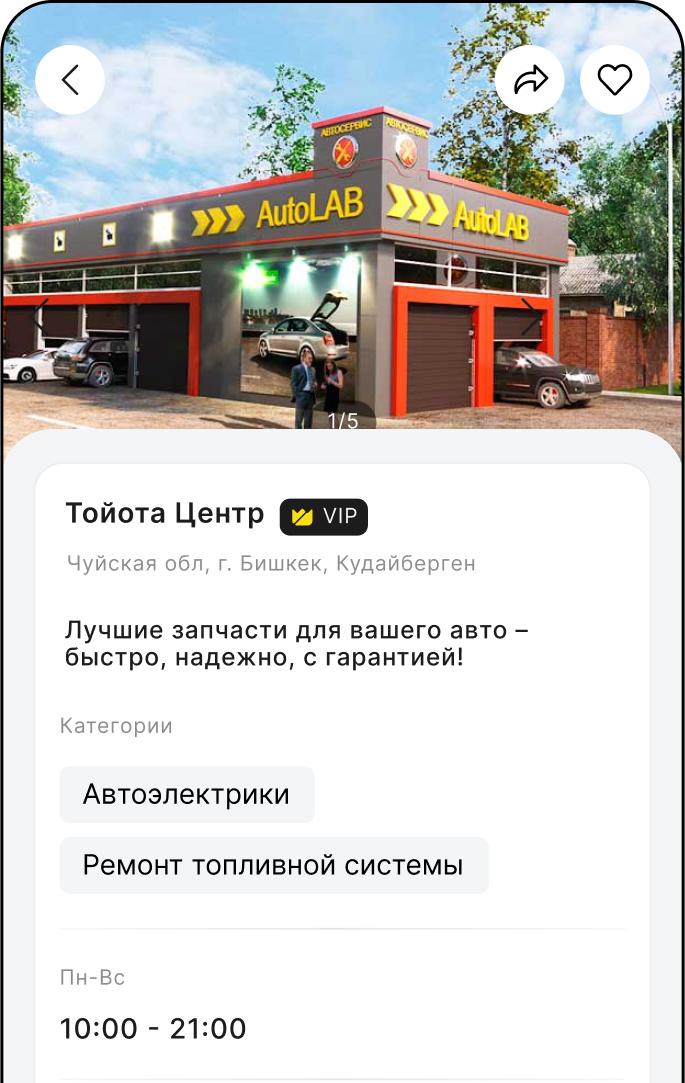 АВТОСЕРВИС
АВТОСЕРВИС
AutoLAB
AutoLAB
1/5
Тойота Центр
VIP
Чуйская обл, г. Бишкек, Кудайберген
Лучшие запчасти для вашего авто –
быстро, надежно, с гарантией!
Категории
Автоэлектрики
Ремонт топливной системы
Пн-Вс
10:00 - 21:00